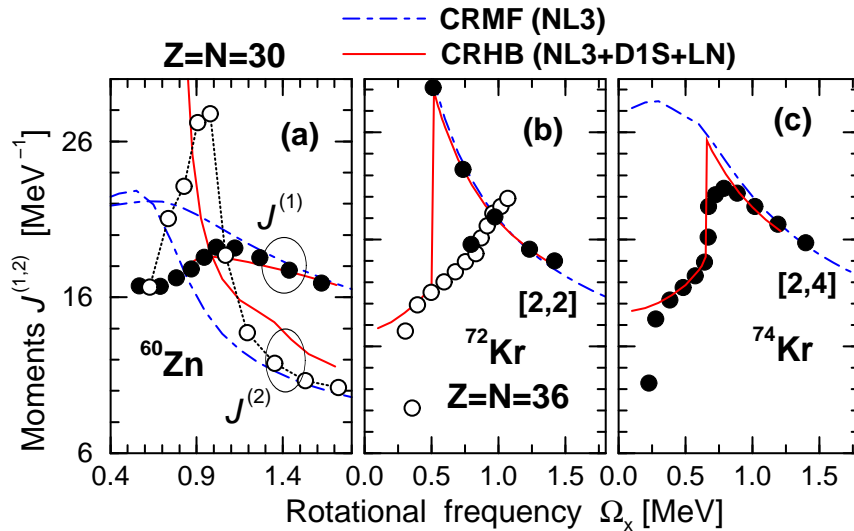 CRMF (NL3)
Z=N=30
CRHB (NL3+D1S+LN)
Moments J^(1,2) [MeV^−1]
26
16
6
(a)
J^(1)
60Zn
J^(2)
0.4 0.9 1.4
(b)
[2,2]
72Kr
Z=N=36
0.0 0.5 1.0 1.5
(c)
[2,4]
74Kr
0.0 0.5 1.0 1.5
Rotational frequency Ω_x [MeV]